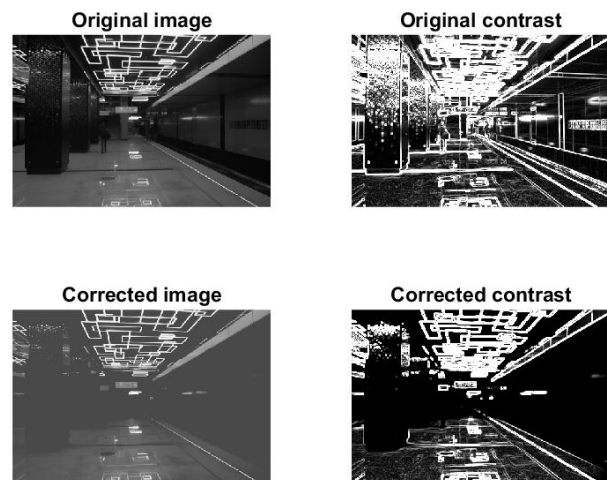 Original image
Original contrast
Corrected image
Corrected contrast